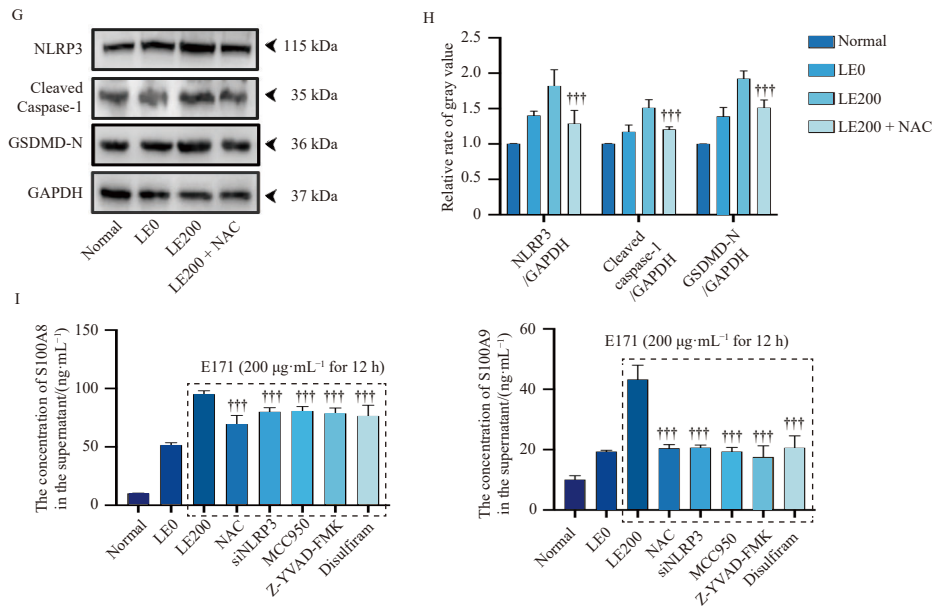 G
NLRP3
115 kDa
Cleaved
Caspase-1
35 kDa
GSDMD-N
36 kDa
GAPDH
37 kDa
Normal
LE0
LE200
LE200 + NAC
H
Relative rate of gray value
2.5
2.0
1.5
1.0
0.5
0
†††
†††
†††
NLRP3
/GAPDH
Cleaved
caspase-1
/GAPDH
GSDMD-N
/GAPDH
Normal
LE0
LE200
LE200 + NAC
I
The concentration of S100A8
in the supernatant/(ng·mL⁻¹)
150
100
50
0
E171 (200 μg·mL⁻¹ for 12 h)
††† ††† ††† ††† †††
Normal
LE0
LE200
NAC
siNLRP3
MCC950
Z-YVAD-FMK
Disulfiram
The concentration of S100A9
in the supernatant/(ng·mL⁻¹)
60
40
20
0
E171 (200 μg·mL⁻¹ for 12 h)
††† ††† ††† ††† †††
Normal
LE0
LE200
NAC
siNLRP3
MCC950
Z-YVAD-FMK
Disulfiram